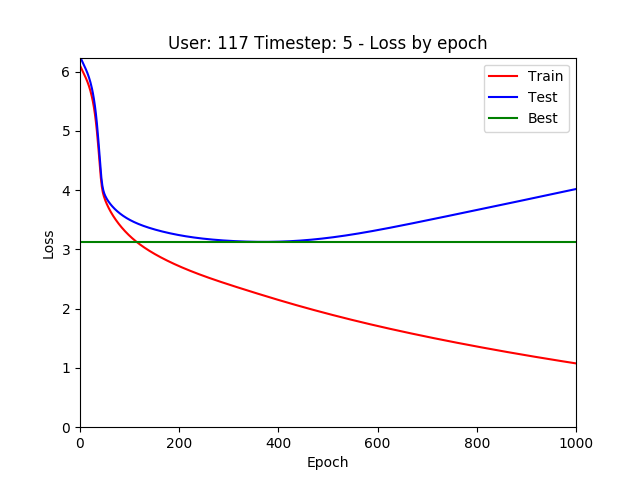 User: 117 Timestep: 5 - Loss by epoch
Train
Test
Best
6
5
4
3
2
1
0
Loss
0 200 400 600 800 1000
Epoch